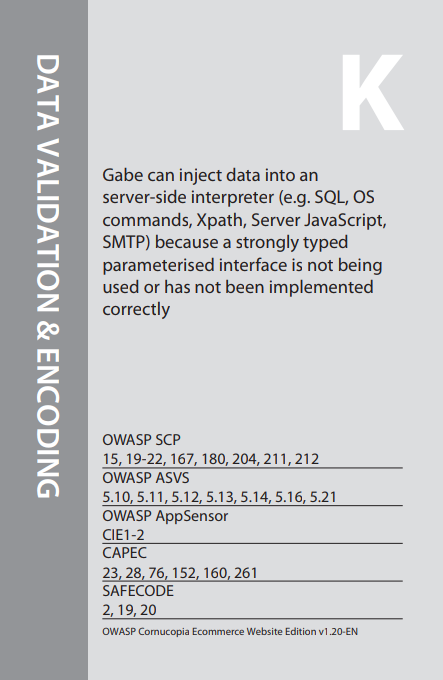 DATA VALIDATION & ENCODING
K
Gabe can inject data into an
server-side interpreter (e.g. SQL, OS
commands, Xpath, Server JavaScript,
SMTP) because a strongly typed
parameterised interface is not being
used or has not been implemented
correctly
OWASP SCP
15, 19-22, 167, 180, 204, 211, 212
OWASP ASVS
5.10, 5.11, 5.12, 5.13, 5.14, 5.16, 5.21
OWASP AppSensor
CIE1-2
CAPEC
23, 28, 76, 152, 160, 261
SAFECODE
2, 19, 20
OWASP Cornucopia Ecommerce Website Edition v1.20-EN